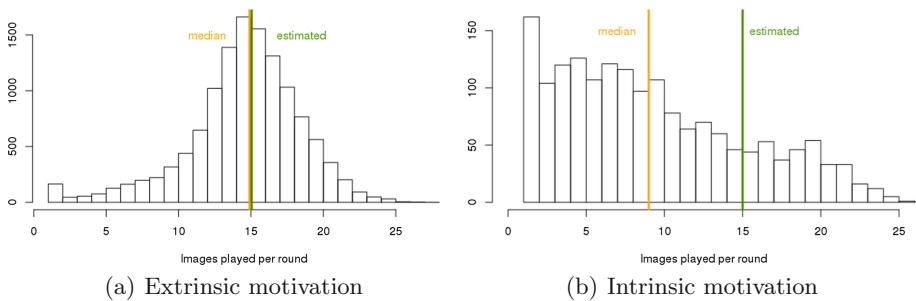 median
estimated
0
500
1000
1500
0
5
10
15
20
25
Images played per round
(a) Extrinsic motivation
median
estimated
0
50
100
150
0
5
10
15
20
25
Images played per round
(b) Intrinsic motivation